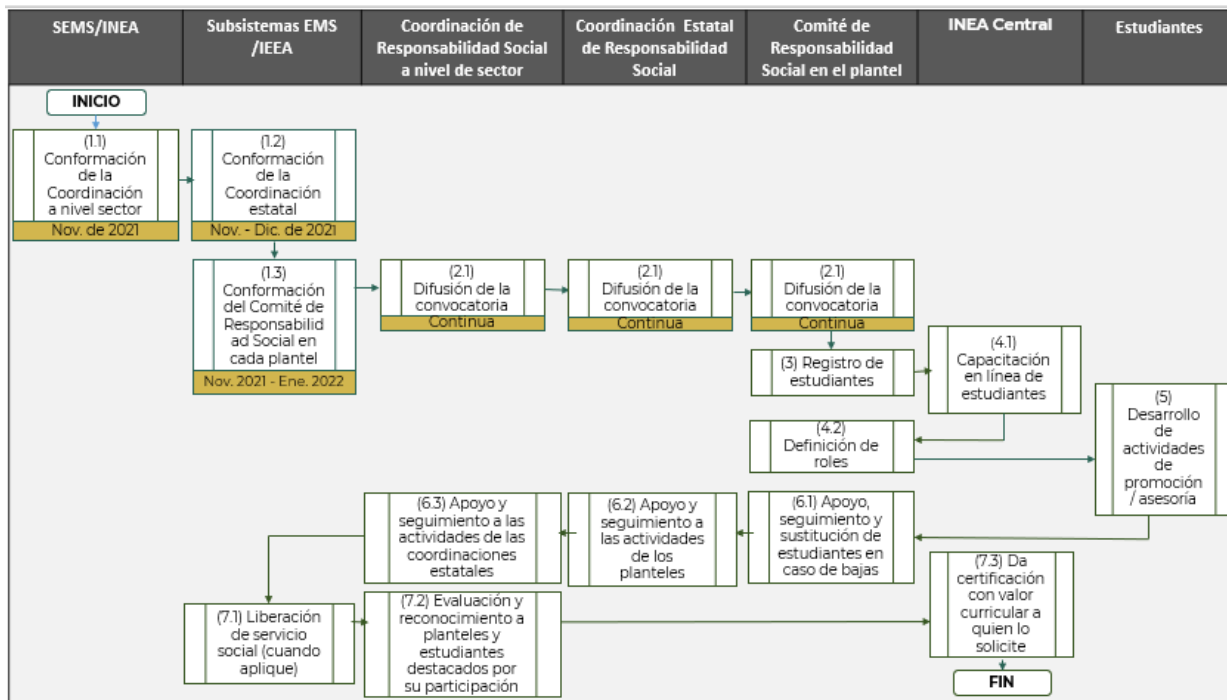 SEMS/INEA
Subsistemas EMS
/IEEA
Coordinación de
Responsabilidad Social
a nivel de sector
Coordinación Estatal
de Responsabilidad
Social
Comité de
Responsabilidad
Social en el plantel
INEA Central
Estudiantes
INICIO
(1.1)
Conformación
de la
Coordinación
a nivel sector
Nov. de 2021
(1.2)
Conformación
de la
Coordinación
estatal
Nov. - Dic. de 2021
(1.3)
Conformación
del Comité de
Responsabilid
ad Social en
cada plantel
Nov. 2021 - Ene. 2022
(2.1)
Difusión de la
convocatoria
Continua
(2.1)
Difusión de la
convocatoria
Continua
(2.1)
Difusión de la
convocatoria
Continua
(3) Registro de
estudiantes
(4.1)
Capacitación
en línea de
estudiantes
(4.2)
Definición de
roles
(5)
Desarrollo
de
actividades
de
promoción
/ asesoría
(6.3) Apoyo y
seguimiento a las
actividades de las
coordinaciones
estatales
(6.2) Apoyo y
seguimiento a
las actividades
de los
planteles
(6.1) Apoyo,
seguimiento y
sustitución de
estudiantes en
caso de bajas
(7.1) Liberación
de servicio
social (cuando
aplique)
(7.2) Evaluación y
reconocimiento a
planteles y
estudiantes
destacados por
su participación
(7.3) Da
certificación
con valor
curricular a
quien lo
solicite
FIN